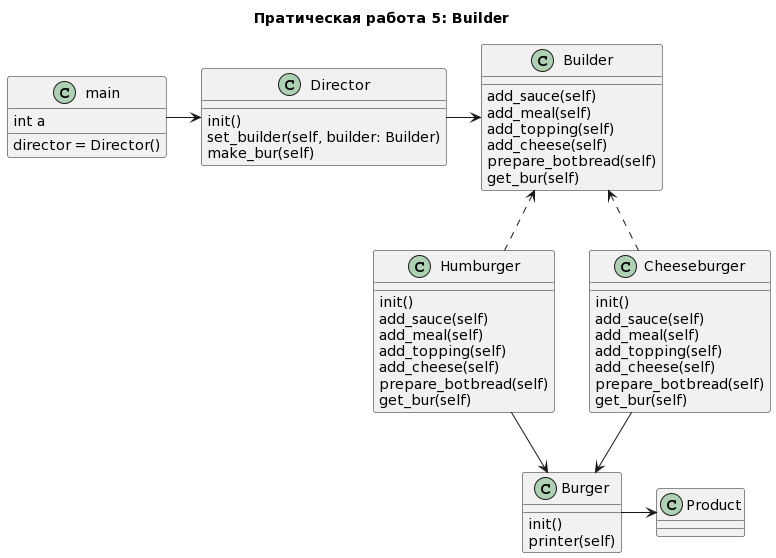 Пратическая работа 5: Builder
C main
int a
director = Director()
C Director
init()
set_builder(self, builder: Builder)
make_bur(self)
C Builder
add_sauce(self)
add_meal(self)
add_topping(self)
add_cheese(self)
prepare_botbread(self)
get_bur(self)
C Humburger
init()
add_sauce(self)
add_meal(self)
add_topping(self)
add_cheese(self)
prepare_botbread(self)
get_bur(self)
C Cheeseburger
init()
add_sauce(self)
add_meal(self)
add_topping(self)
add_cheese(self)
prepare_botbread(self)
get_bur(self)
C Burger
init()
printer(self)
C Product